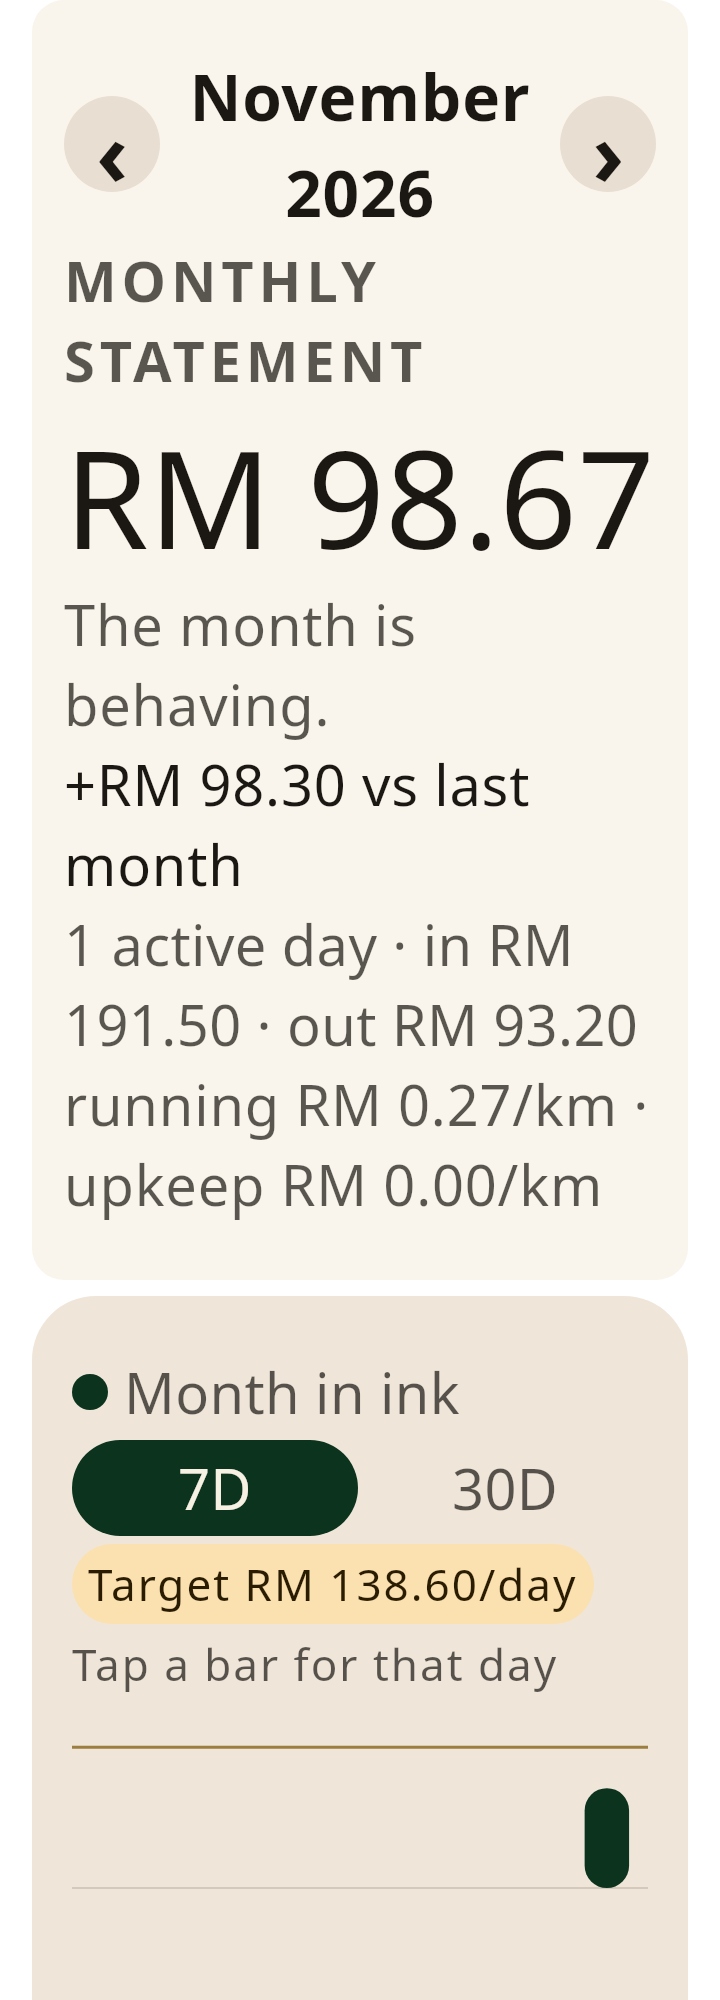 November
2026
MONTHLY
STATEMENT
RM 98.67
The month is
behaving.
+RM 98.30 vs last
month
1 active day · in RM
191.50 · out RM 93.20
running RM 0.27/km ·
upkeep RM 0.00/km
Month in ink
7D 30D
Target RM 138.60/day
Tap a bar for that day